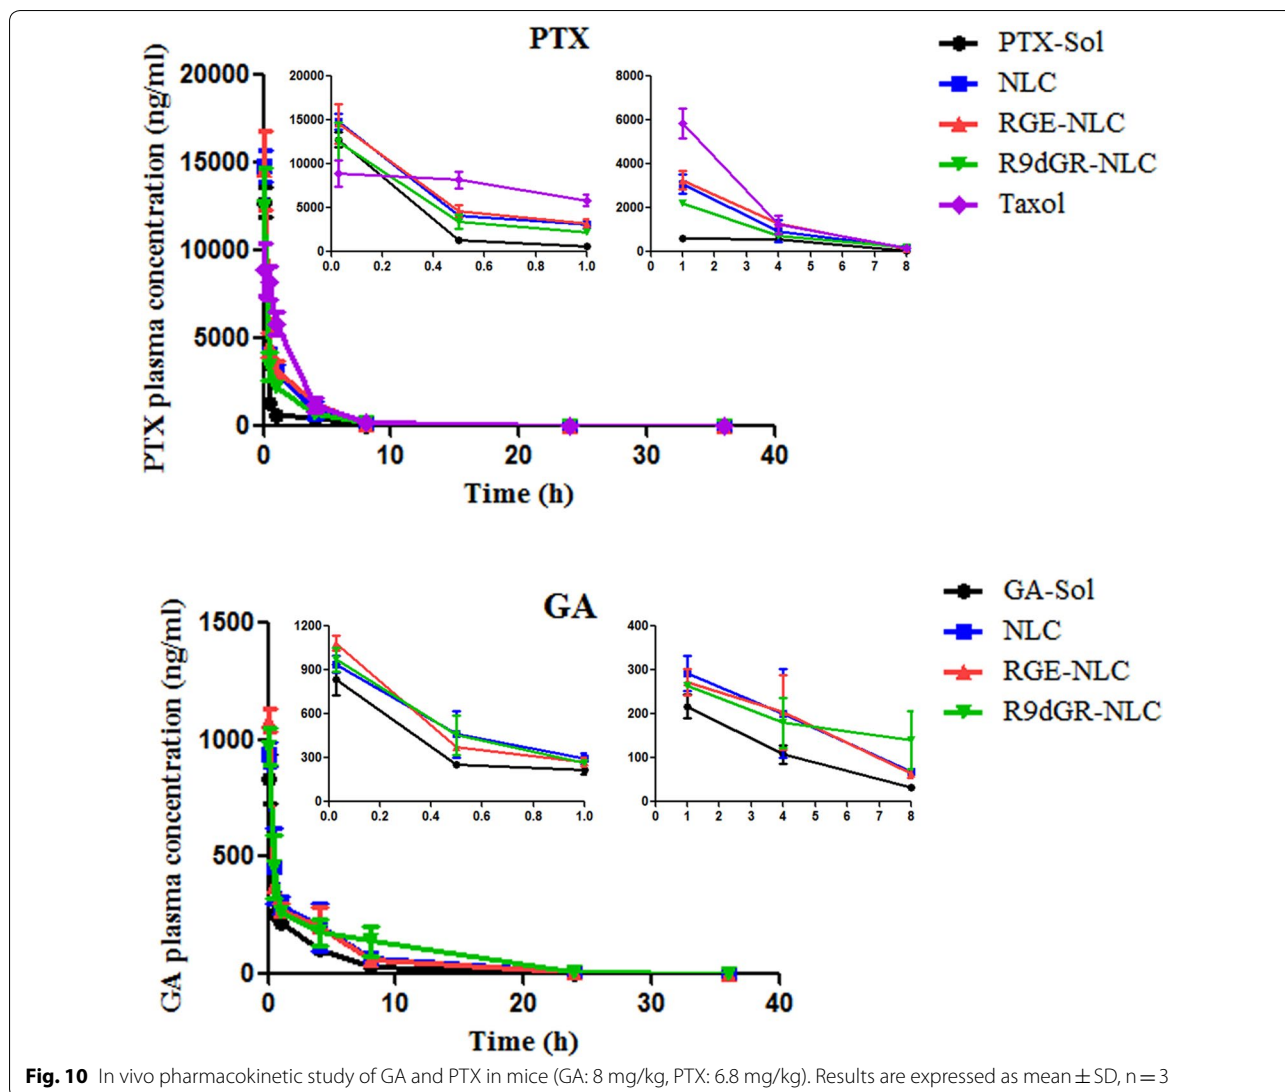 PTX
PTX plasma concentration (ng/ml)
20000
15000
10000
5000
0
0 10 20 30 40
Time (h)
20000
15000
10000
5000
0
0.0 0.2 0.4 0.6 0.8 1.0
8000
6000
4000
2000
0
0 1 2 3 4 5 6 7 8
PTX-Sol
NLC
RGE-NLC
R9dGR-NLC
Taxol
GA
GA plasma concentration (ng/ml)
1500
1000
500
0
0 10 20 30 40
Time (h)
1200
900
600
300
0
0.0 0.2 0.4 0.6 0.8 1.0
400
300
200
100
0
0 1 2 3 4 5 6 7 8
GA-Sol
NLC
RGE-NLC
R9dGR-NLC
Fig. 10 In vivo pharmacokinetic study of GA and PTX in mice (GA: 8 mg/kg, PTX: 6.8 mg/kg). Results are expressed as mean ± SD, n = 3